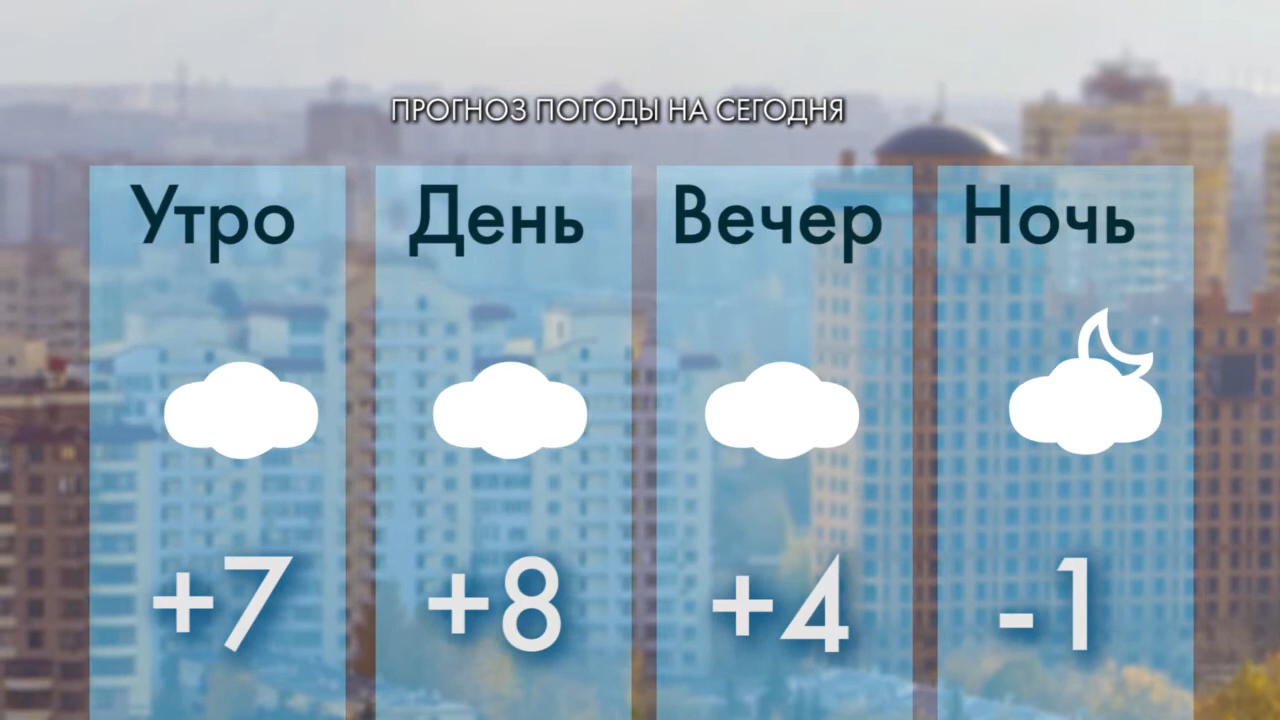 ПРОГНОЗ ПОГОДЫ НА СЕГОДНЯ
Утро День Вечер Ночь
+7 +8 +4 -1